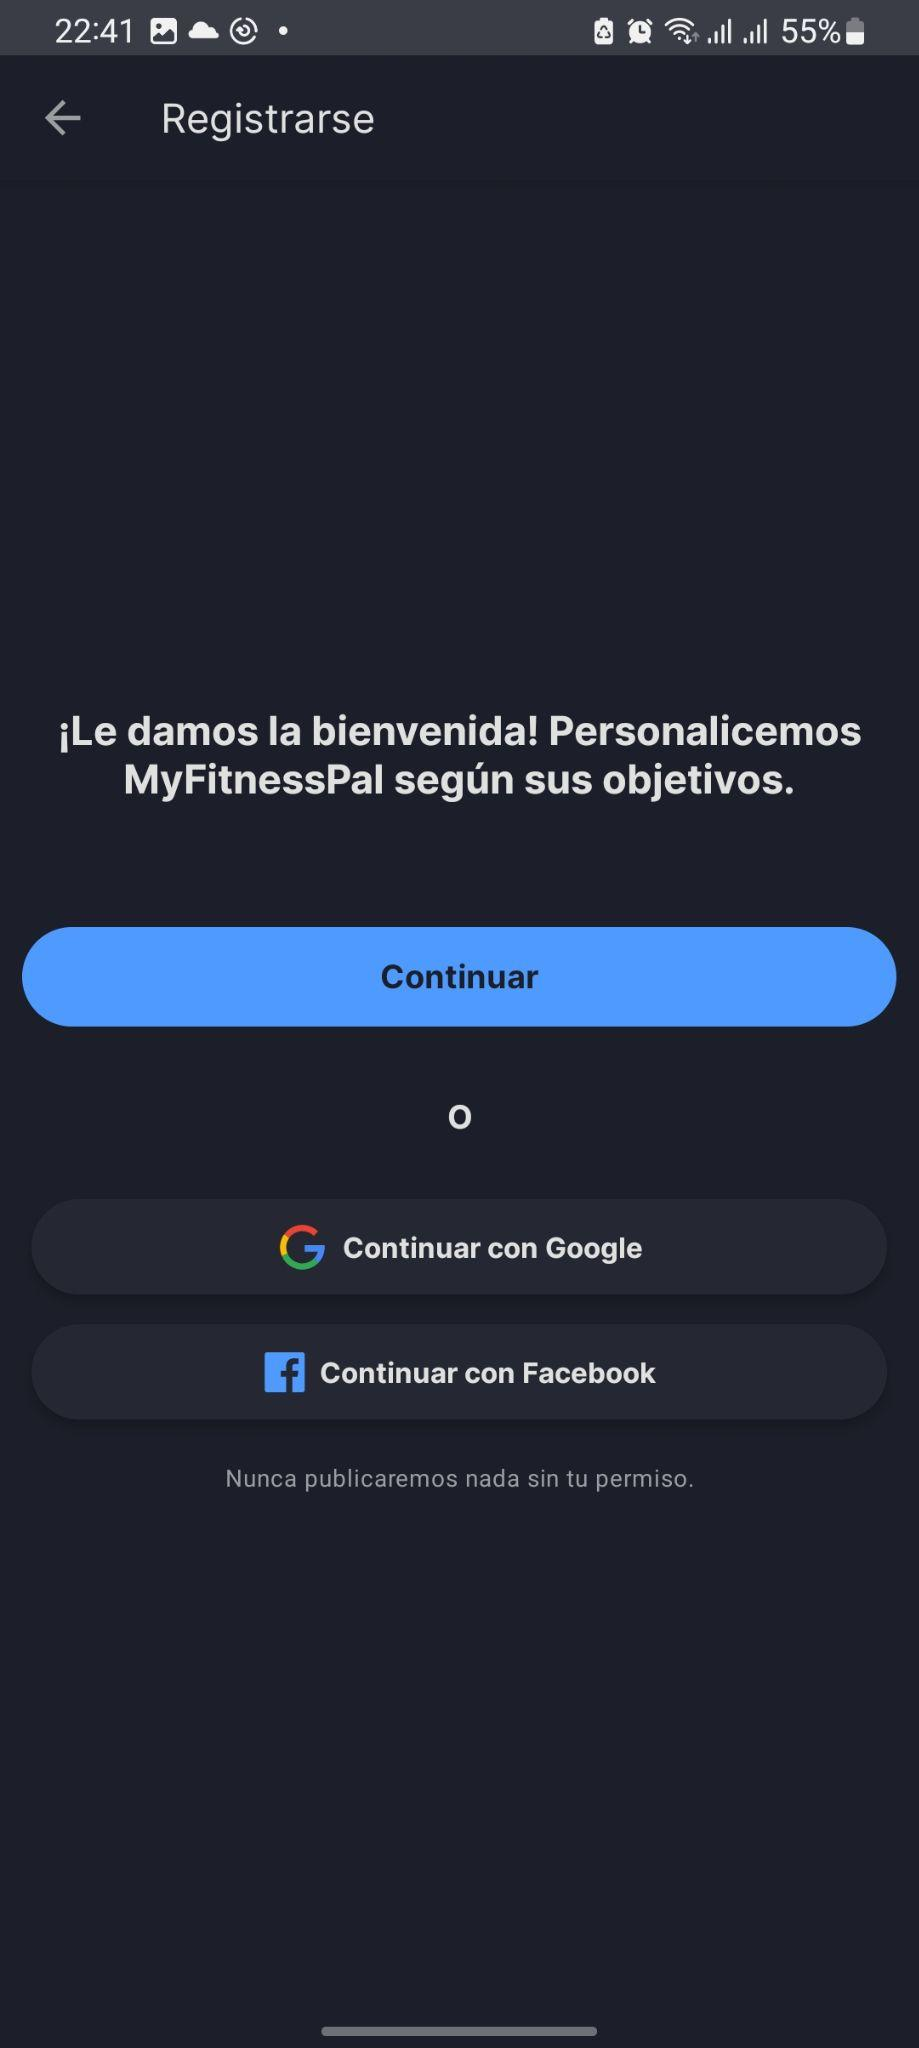 22:41
55%
Registrarse
¡Le damos la bienvenida! Personalicemos
MyFitnessPal según sus objetivos.
Continuar
O
Continuar con Google
Continuar con Facebook
Nunca publicaremos nada sin tu permiso.